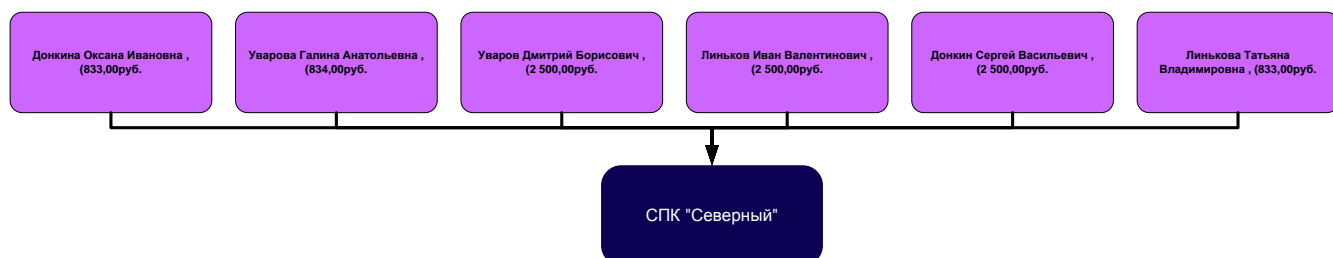 Донкина Оксана Ивановна ,
(833,00руб.
Уварова Галина Анатольевна ,
(834,00руб.
Уваров Дмитрий Борисович ,
(2 500,00руб.
Линьков Иван Валентинович ,
(2 500,00руб.
Донкин Сергей Васильевич ,
(2 500,00руб.
Линькова Татьяна
Владимировна , (833,00руб.
СПК "Северный"